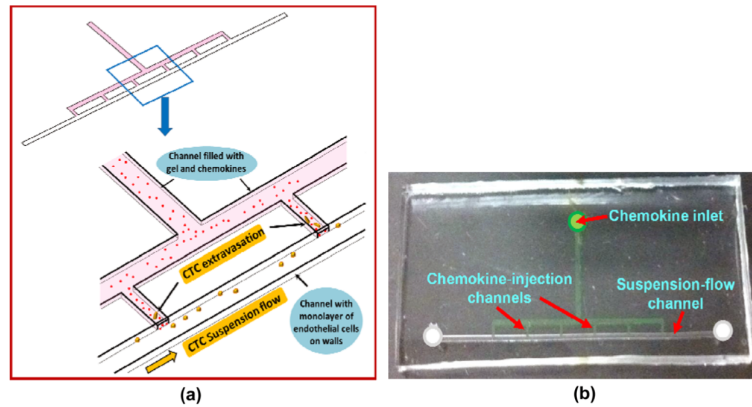 Channel filled with
gel and chemokines
CTC extravasation
CTC Suspension flow
Channel with
monolayer of
endothelial cells
on walls
(a)
Chemokine inlet
Chemokine-injection
channels
Suspension-flow
channel
(b)